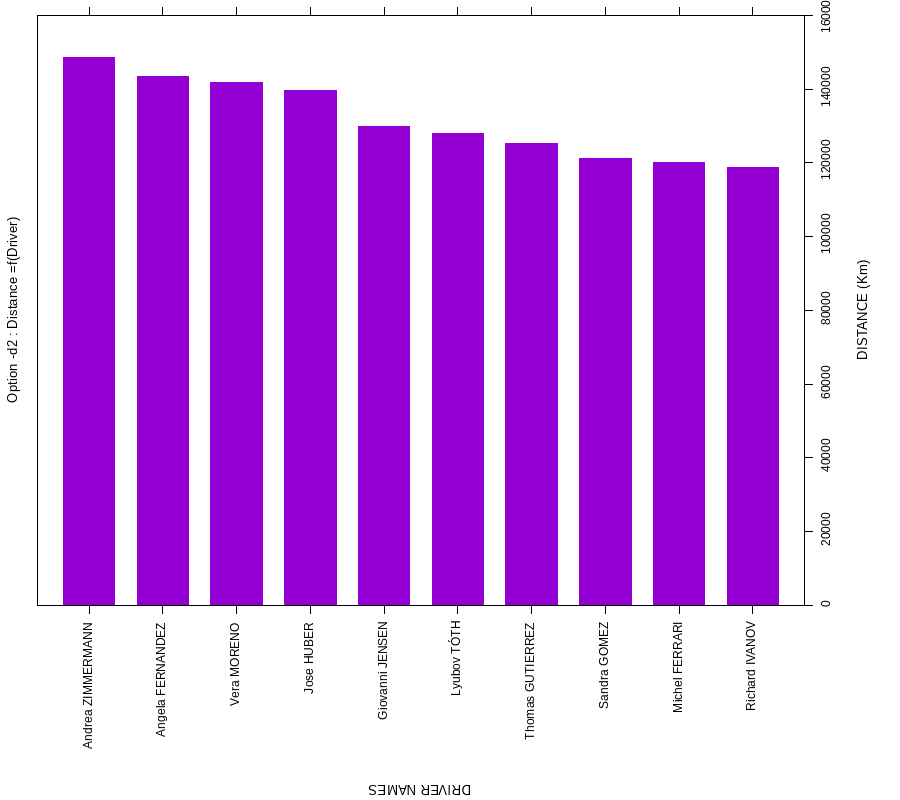 Option -d2 : Distance =f(Driver)
16000
140000
120000
100000
80000
60000
40000
20000
0
DISTANCE (Km)
Andrea ZIMMERMANN
Angela FERNANDEZ
Vera MORENO
Jose HUBER
Giovanni JENSEN
Lyubov TÓTH
Thomas GUTIERREZ
Sandra GOMEZ
Michel FERRARI
Richard IVANOV
DRIVER NAMES